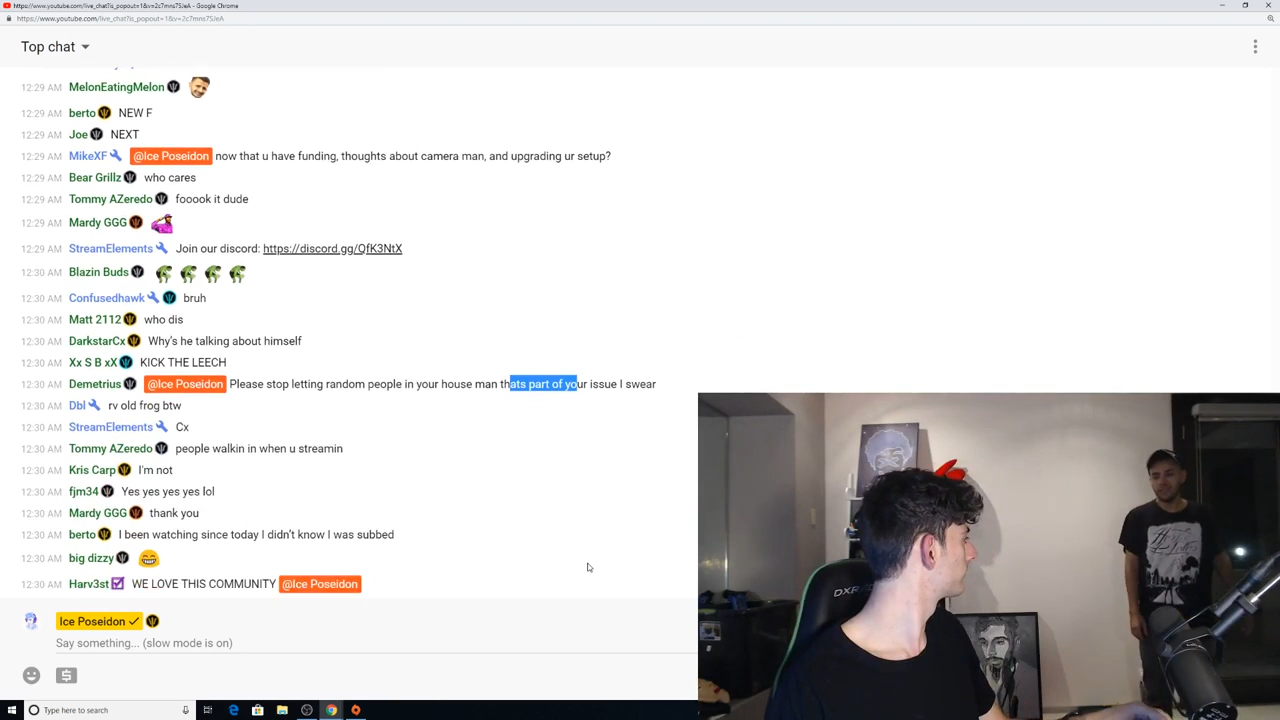 https://www.youtube.com/live_chat?is_popout=1&v=2c7mns7SJeA - Google Chrome
https://www.youtube.com/live_chat?is_popout=1&v=2c7mns7SJeA
Top chat
12:29 AM MelonEatingMelon
12:29 AM berto NEW F
12:29 AM Joe NEXT
12:29 AM MikeXF @Ice Poseidon now that u have funding, thoughts about camera man, and upgrading ur setup?
12:29 AM Bear Grillz who cares
12:29 AM Tommy AZeredo fooook it dude
12:29 AM Mardy GGG
12:29 AM StreamElements Join our discord: https://discord.gg/QfK3NtX
12:30 AM Blazin Buds
12:30 AM Confusedhawk bruh
12:30 AM Matt 2112 who dis
12:30 AM DarkstarCx Why's he talking about himself
12:30 AM Xx S B xX KICK THE LEECH
12:30 AM Demetrius @Ice Poseidon Please stop letting random people in your house man thats part of your issue I swear
12:30 AM Dbl rv old frog btw
12:30 AM StreamElements Cx
12:30 AM Tommy AZeredo people walkin in when u streamin
12:30 AM Kris Carp I'm not
12:30 AM fjm34 Yes yes yes yes lol
12:30 AM Mardy GGG thank you
12:30 AM berto I been watching since today I didn't know I was subbed
12:30 AM big dizzy
12:30 AM Harv3st WE LOVE THIS COMMUNITY @Ice Poseidon
Ice Poseidon
Say something... (slow mode is on)
Type here to search